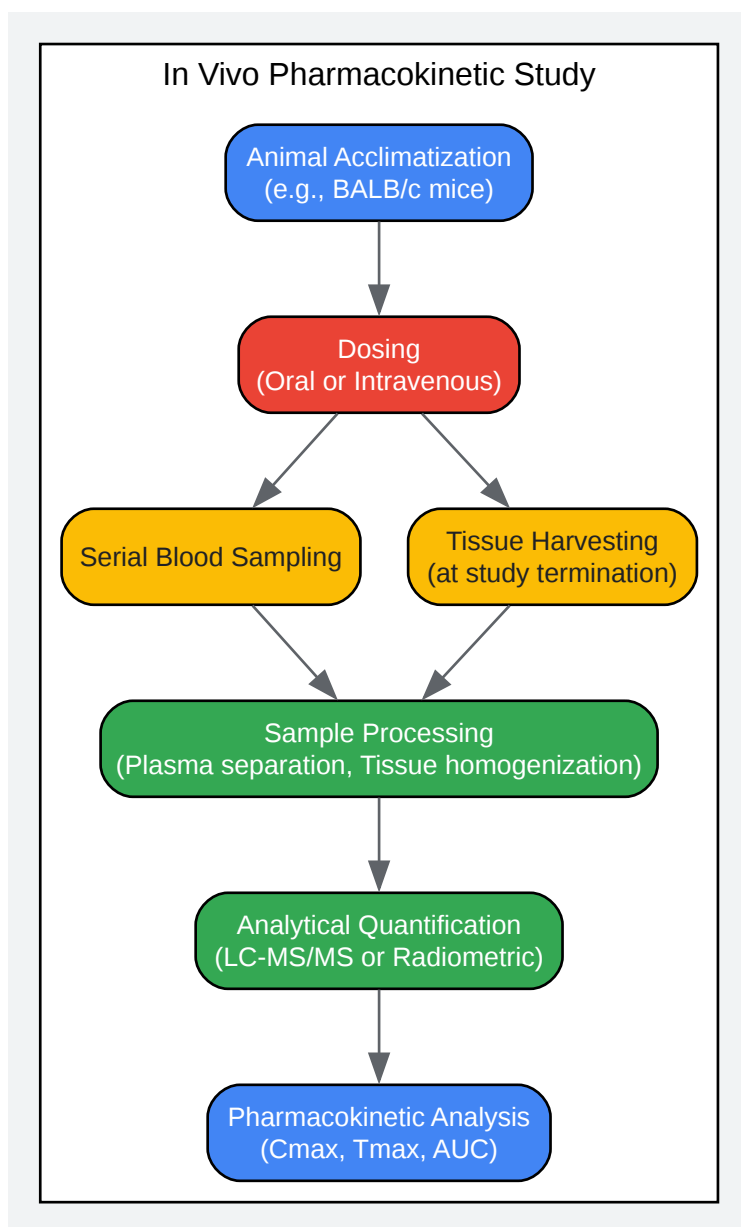 In Vivo Pharmacokinetic Study
Animal Acclimatization
(e.g., BALB/c mice)
Dosing
(Oral or Intravenous)
Serial Blood Sampling
Tissue Harvesting
(at study termination)
Sample Processing
(Plasma separation, Tissue homogenization)
Analytical Quantification
(LC-MS/MS or Radiometric)
Pharmacokinetic Analysis
(Cmax, Tmax, AUC)